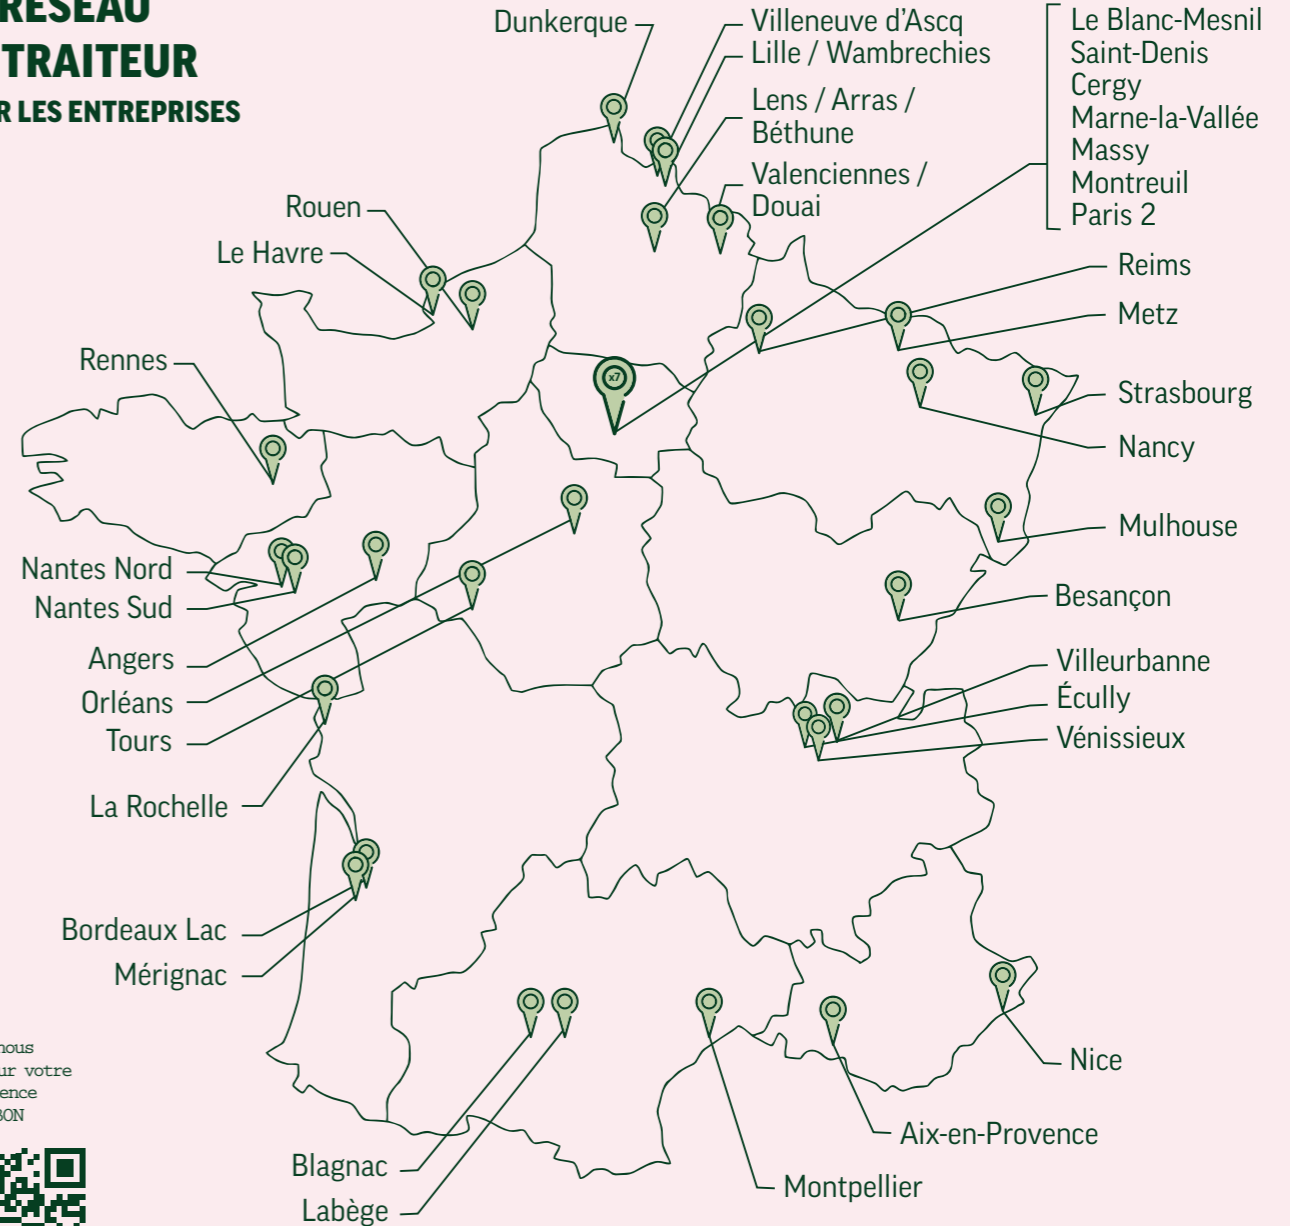 RÉSEAU
TRAITEUR
LES ENTREPRISES
Dunkerque
Villeneuve d'Ascq
Lille / Wambrechies
Lens / Arras /
Béthune
Valenciennes /
Douai
Le Blanc-Mesnil
Saint-Denis
Cergy
Marne-la-Vallée
Massy
Montreuil
Paris 2
Rouen
Le Havre
Rennes
x7
Reims
Metz
Strasbourg
Nancy
Mulhouse
Besançon
Villeurbanne
Écully
Vénissieux
Nantes Nord
Nantes Sud
Angers
Orléans
Tours
La Rochelle
Bordeaux Lac
Mérignac
Nice
Aix-en-Provence
Montpellier
Blagnac
Labège
nous
votre